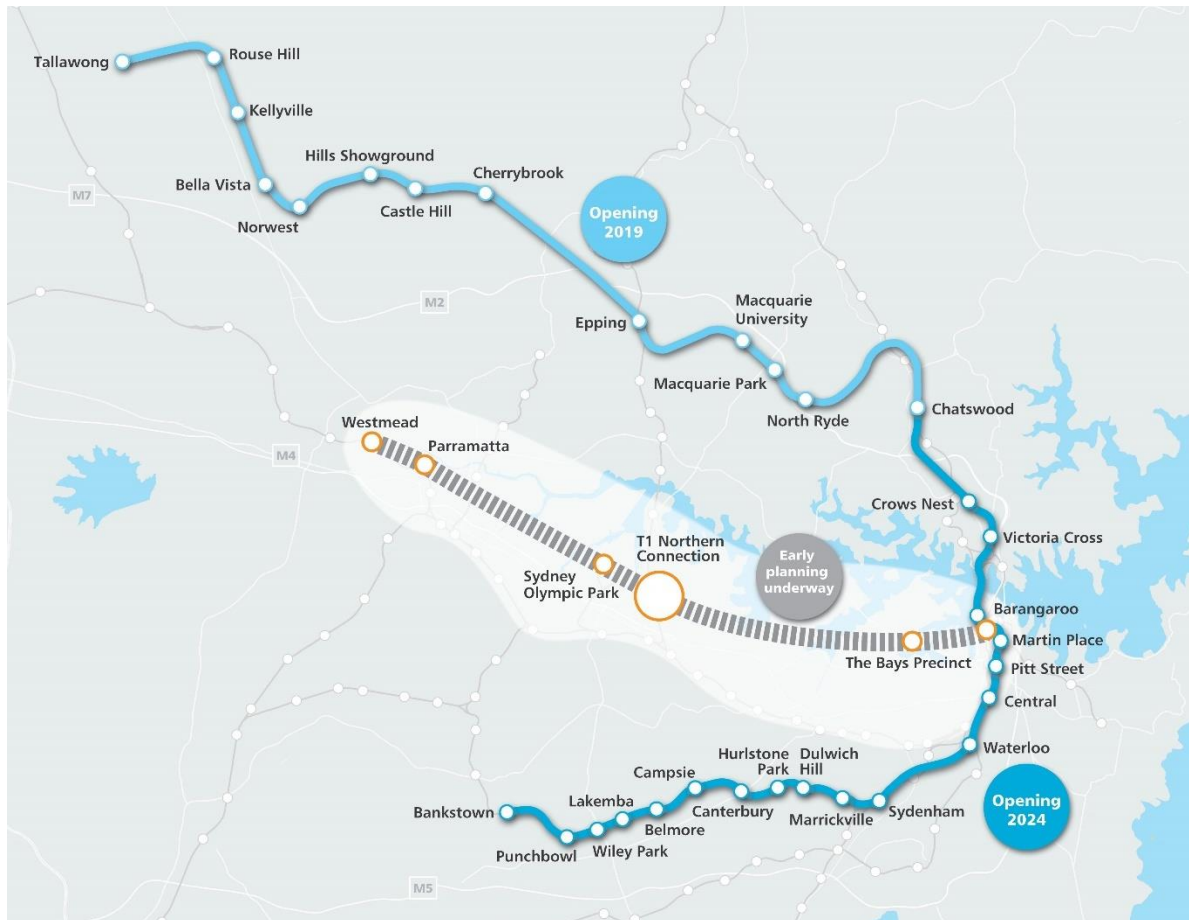 Tallawong
Rouse Hill
Kellyville
Hills Showground
Cherrybrook
Bella Vista
Castle Hill
M7
Norwest
Opening
2019
M2
Macquarie
University
Epping
Macquarie Park
North Ryde
Chatswood
Westmead
Parramatta
M4
Crows Nest
Victoria Cross
T1 Northern
Connection
Early
planning
underway
Sydney
Olympic Park
Barangaroo
Martin Place
The Bays Precinct
Pitt Street
Central
Waterloo
Hurlstone
Park
Dulwich
Hill
Campsie
Lakemba
Bankstown
Canterbury
Sydenham
Belmore
Marrickville
Punchbowl
Wiley Park
Opening
2024
M5